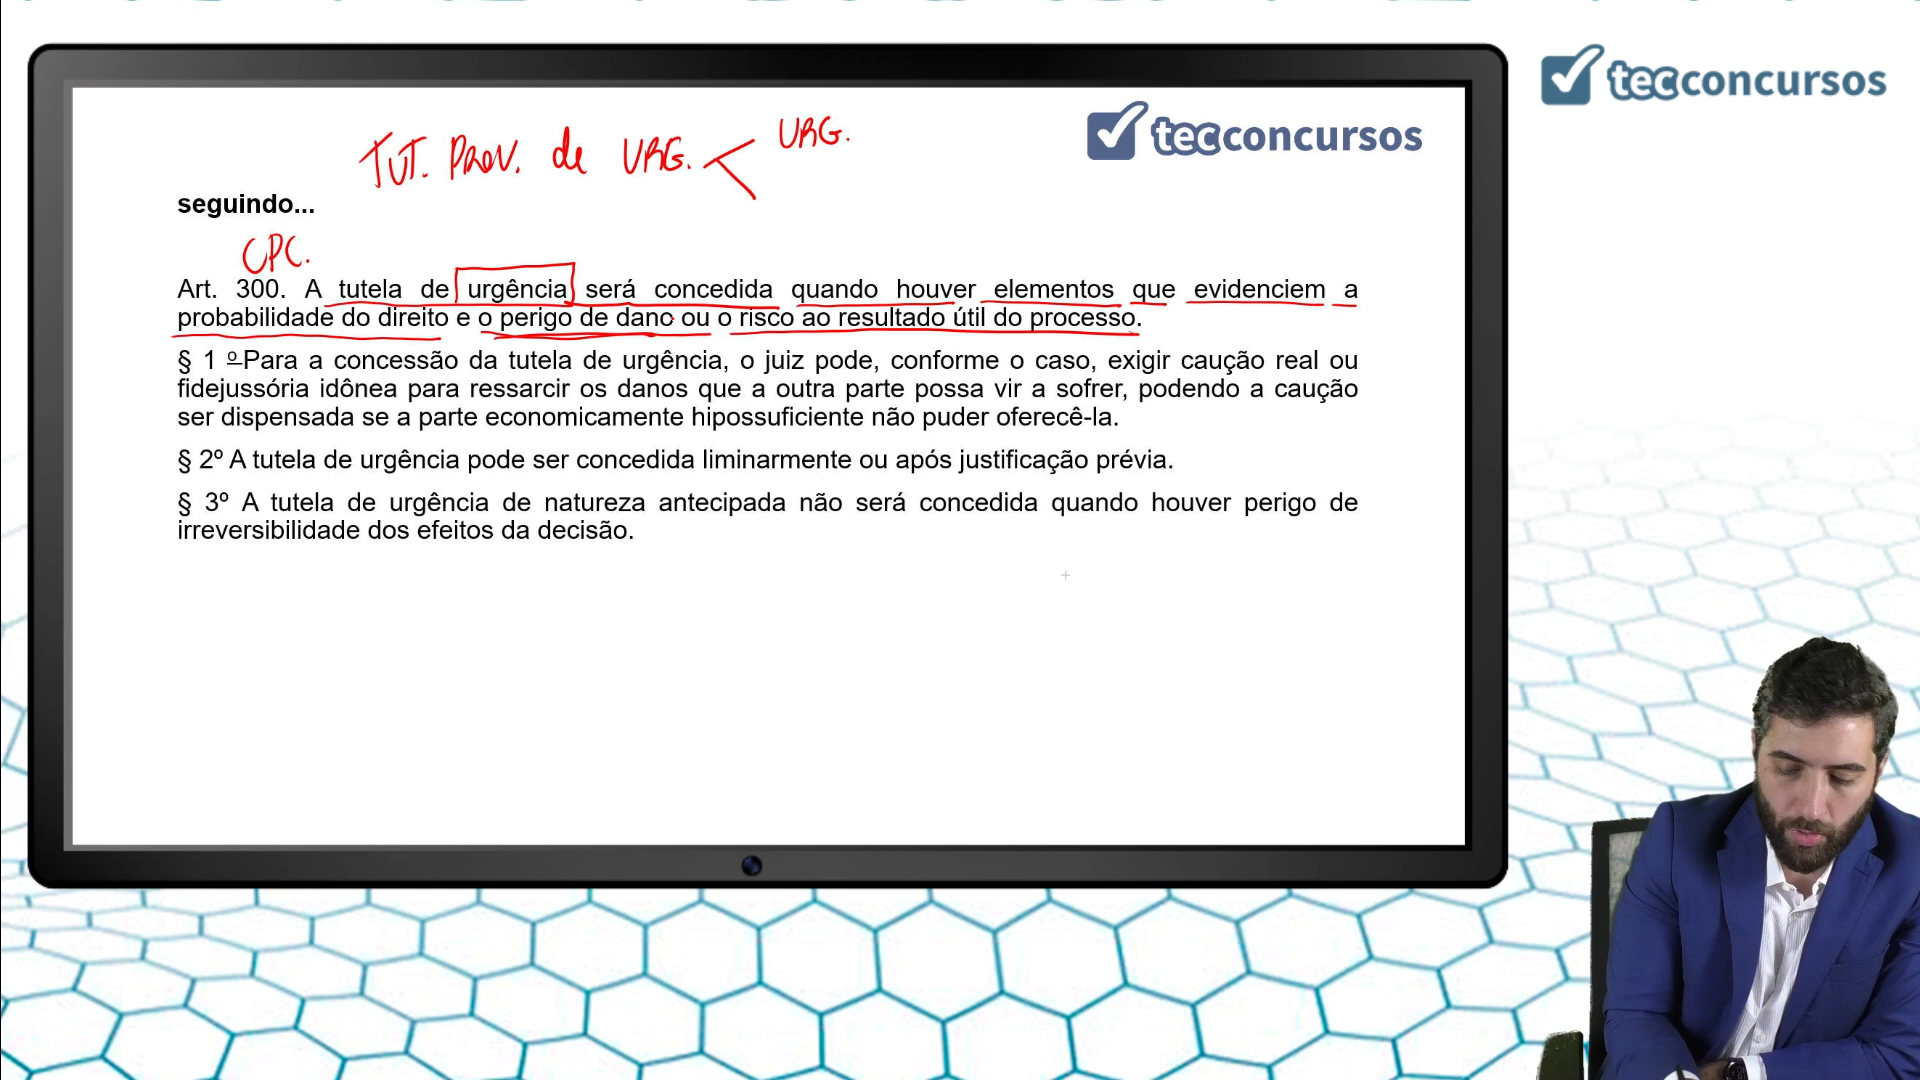 tecconcursos
tecconcursos
TUT. PROV. de URG. URG.
seguindo...
CPC.
Art. 300. A tutela de urgência será concedida quando houver elementos que evidenciem a
probabilidade do direito e o perigo de dano ou o risco ao resultado útil do processo.
§ 1 º Para a concessão da tutela de urgência, o juiz pode, conforme o caso, exigir caução real ou
fidejussória idônea para ressarcir os danos que a outra parte possa vir a sofrer, podendo a caução
ser dispensada se a parte economicamente hipossuficiente não puder oferecê-la.
§ 2º A tutela de urgência pode ser concedida liminarmente ou após justificação prévia.
§ 3º A tutela de urgência de natureza antecipada não será concedida quando houver perigo de
irreversibilidade dos efeitos da decisão.